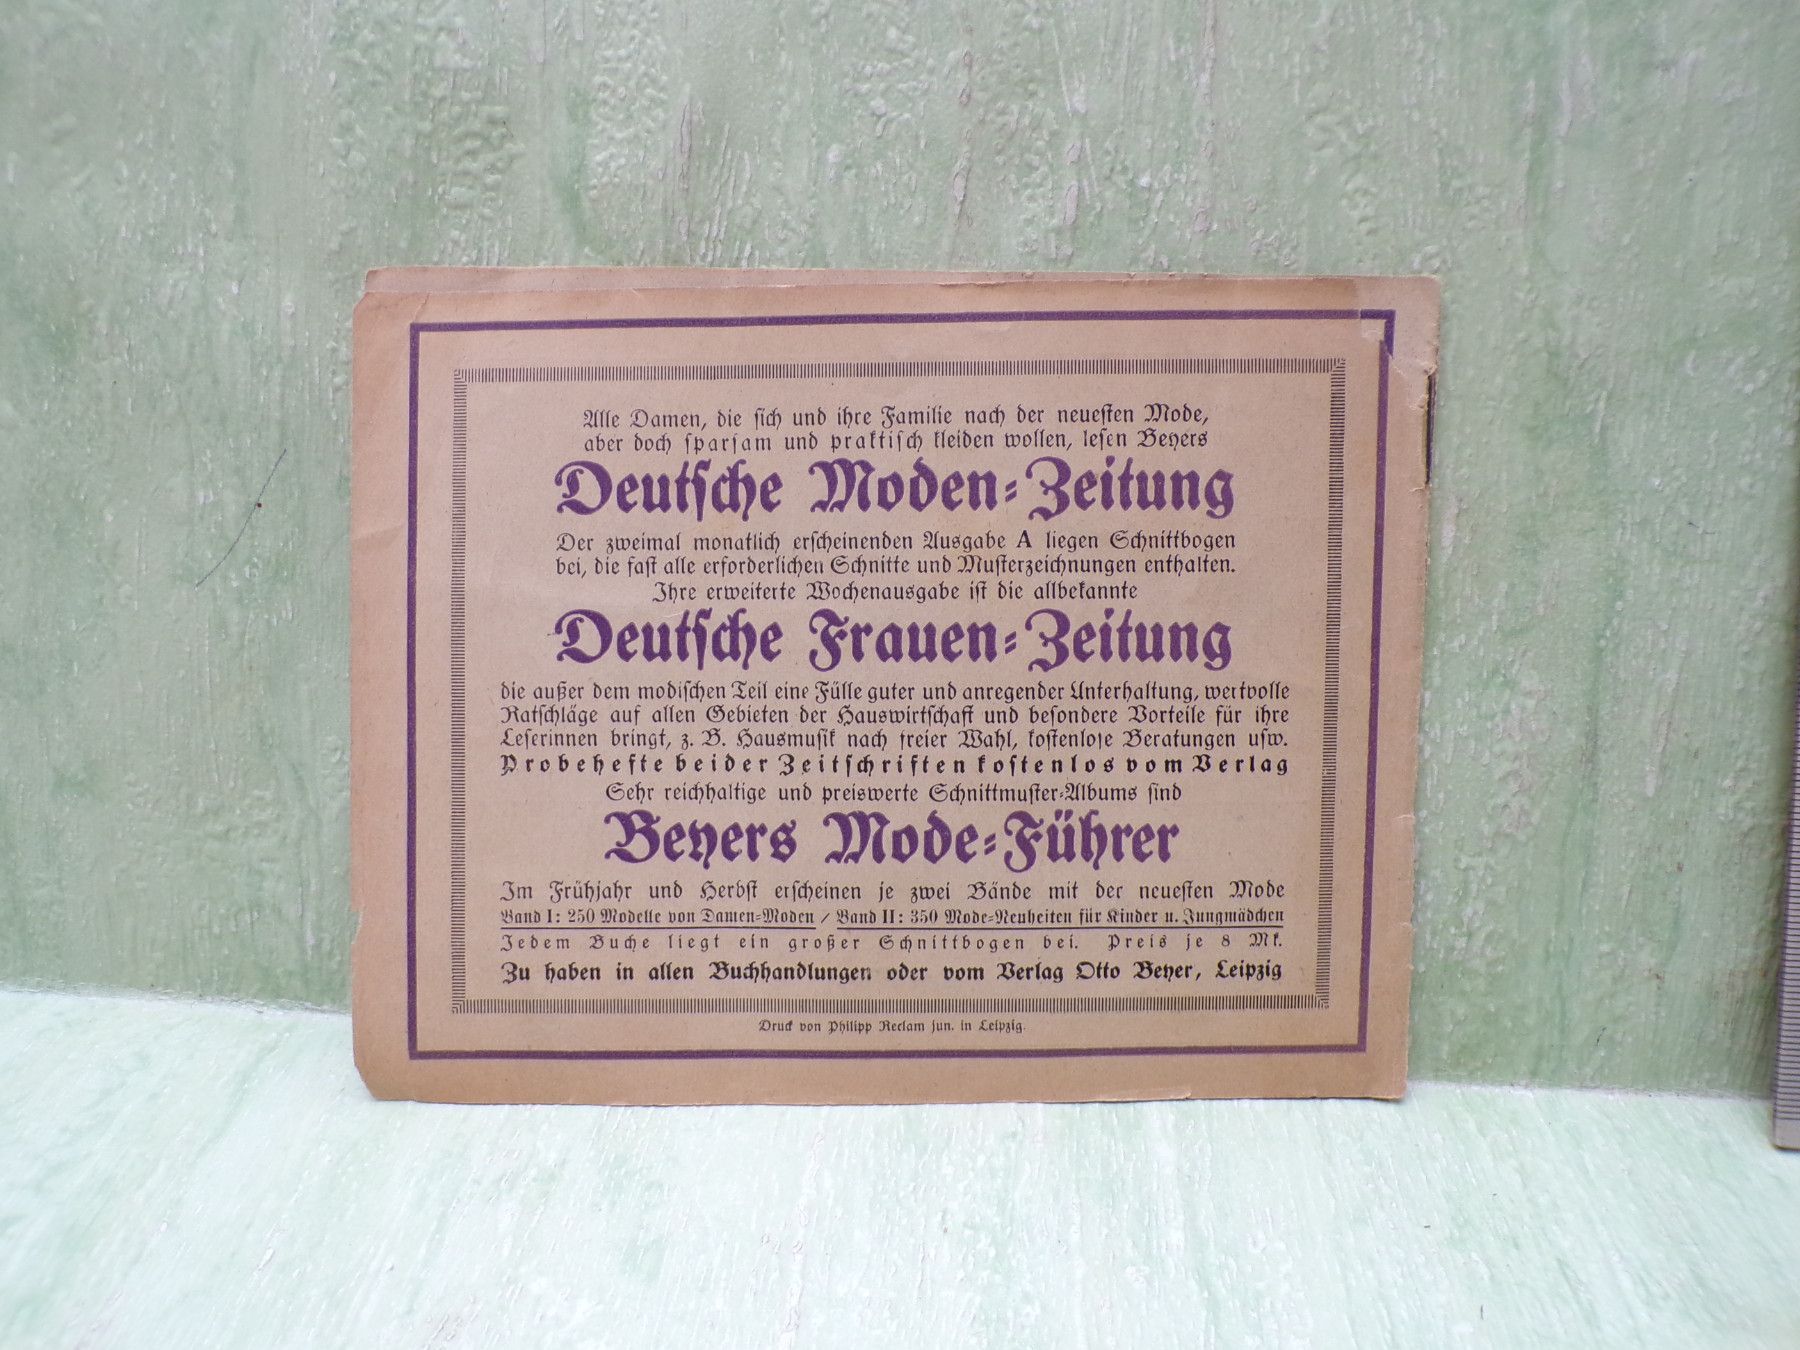 Alle Damen, die sich und ihre Familie nach der neuesten Mode,
aber doch sparsam und praktisch kleiden wollen, lesen Beyers
Deutsche Moden-Zeitung
Der zweimal monatlich erscheinenden Ausgabe A liegen Schnittbogen
bei, die fast alle erforderlichen Schnitte und Musterzeichnungen enthalten.
Ihre erweiterte Wochenausgabe ist die allbekannte
Deutsche Frauen-Zeitung
die außer dem modischen Teil eine Fülle guter und anregender Unterhaltung, wertvolle
Ratschläge auf allen Gebieten der Hauswirtschaft und besondere Vorteile für ihre
Leserinnen bringt, z. B. Hausmusik nach freier Wahl, kostenlose Beratungen usw.
Probehefte beider Zeitschriften kostenlos vom Verlag
Sehr reichhaltige und preiswerte Schnittmuster-Albums sind
Beyers Mode-Führer
Im Frühjahr und Herbst erscheinen je zwei Bände mit der neuesten Mode
Band I: 250 Modelle von Damen-Moden / Band II: 350 Mode-Neuheiten für Kinder u. Jungmädchen
Jedem Buche liegt ein großer Schnittbogen bei. Preis je 8 Mk.
Zu haben in allen Buchhandlungen oder vom Verlag Otto Beyer, Leipzig
Druck von Philipp Reclam jun. in Leipzig.